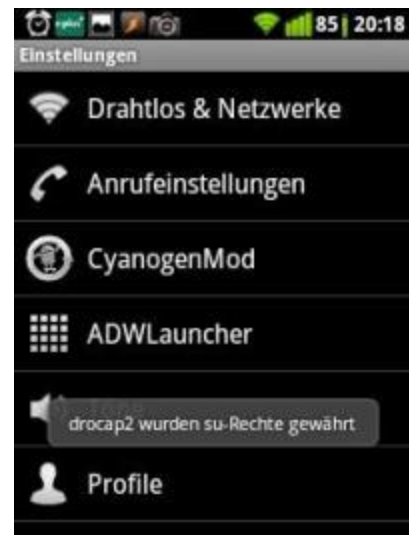 85 20:18
Einstellungen
Drahtlos & Netzwerke
Anrufeinstellungen
CyanogenMod
ADWLauncher
drocap2 wurden su-Rechte gewährt
Profile